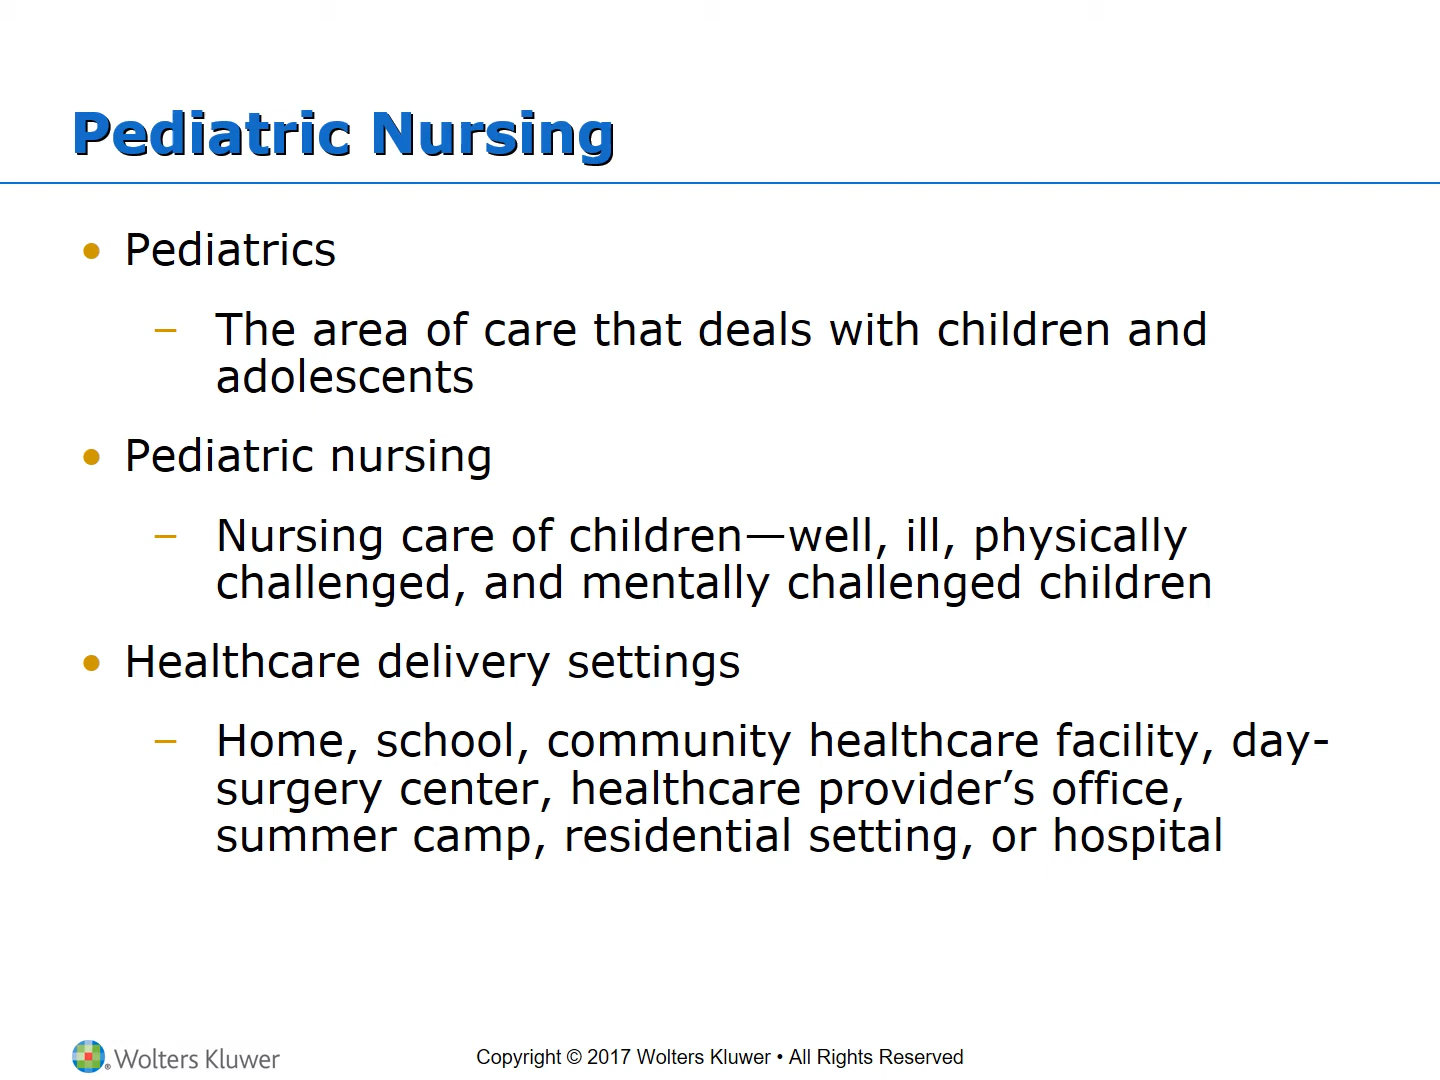 Pediatric Nursing
• Pediatrics
– The area of care that deals with children and
adolescents
• Pediatric nursing
– Nursing care of children—well, ill, physically
challenged, and mentally challenged children
• Healthcare delivery settings
– Home, school, community healthcare facility, day-
surgery center, healthcare provider’s office,
summer camp, residential setting, or hospital
Wolters Kluwer
Copyright © 2017 Wolters Kluwer • All Rights Reserved